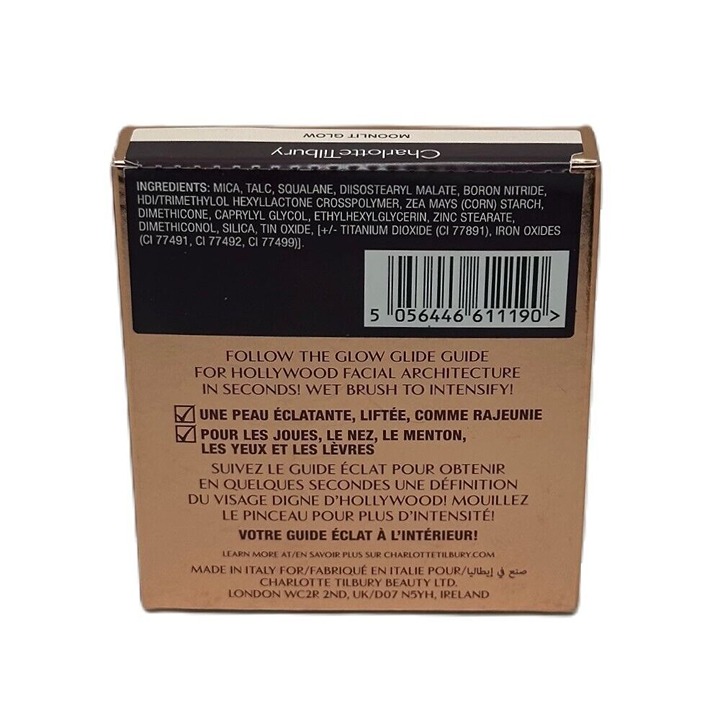 MOONLIT GLOW
CharlotteTilbury
INGREDIENTS: MICA, TALC, SQUALANE, DIISOSTEARYL MALATE, BORON NITRIDE,
HDI/TRIMETHYLOL HEXYLLACTONE CROSSPOLYMER, ZEA MAYS (CORN) STARCH,
DIMETHICONE, CAPRYLYL GLYCOL, ETHYLHEXYLGLYCERIN, ZINC STEARATE,
DIMETHICONOL, SILICA, TIN OXIDE, [+/- TITANIUM DIOXIDE (CI 77891), IRON OXIDES
(CI 77491, CI 77492, CI 77499)].
5 056446 611190 >
FOLLOW THE GLOW GLIDE GUIDE
FOR HOLLYWOOD FACIAL ARCHITECTURE
IN SECONDS! WET BRUSH TO INTENSIFY!
UNE PEAU ÉCLATANTE, LIFTÉE, COMME RAJEUNIE
POUR LES JOUES, LE NEZ, LE MENTON,
LES YEUX ET LES LÈVRES
SUIVEZ LE GUIDE ÉCLAT POUR OBTENIR
EN QUELQUES SECONDES UNE DÉFINITION
DU VISAGE DIGNE D'HOLLYWOOD! MOUILLEZ
LE PINCEAU POUR PLUS D'INTENSITÉ!
VOTRE GUIDE ÉCLAT À L'INTÉRIEUR!
LEARN MORE AT/EN SAVOIR PLUS SUR CHARLOTTETILBURY.COM
MADE IN ITALY FOR/FABRIQUÉ EN ITALIE POUR/صنع في إيطاليا
CHARLOTTE TILBURY BEAUTY LTD.
LONDON WC2R 2ND, UK/D07 N5YH, IRELAND